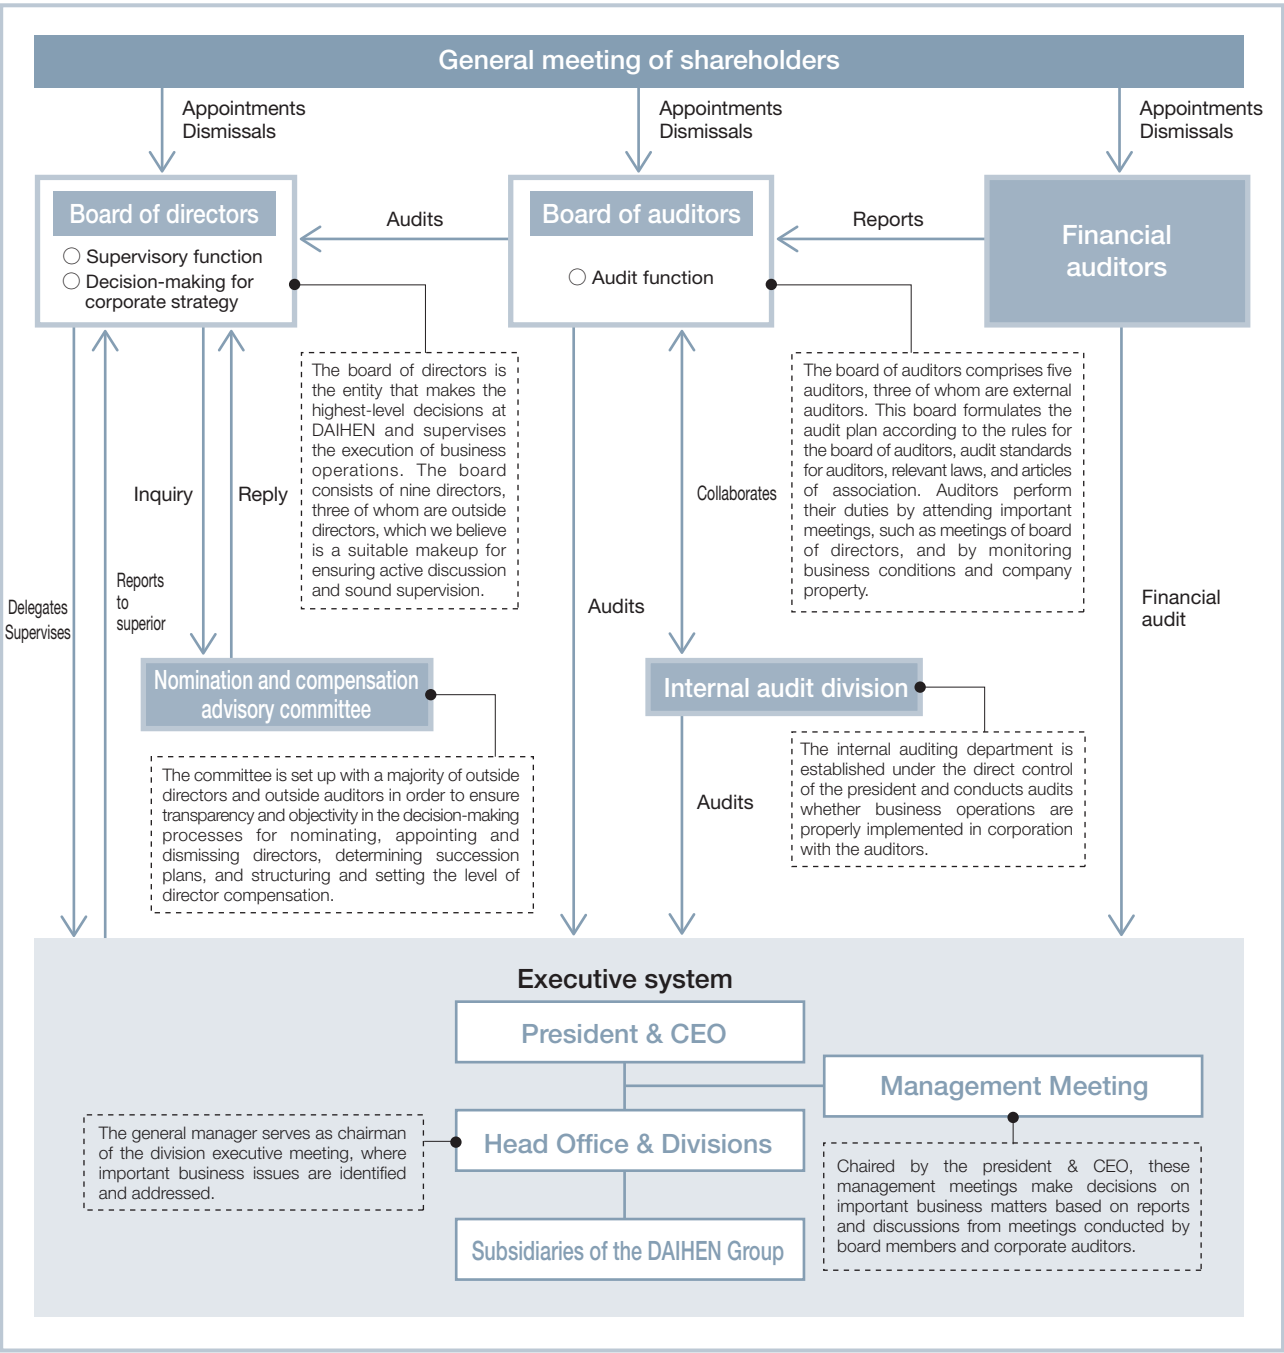 General meeting of shareholders
Appointments
Dismissals
Appointments
Dismissals
Appointments
Dismissals
Board of directors
○ Supervisory function
○ Decision-making for
corporate strategy
Audits
Board of auditors
○ Audit function
Reports
Financial
auditors
The board of directors is
the entity that makes the
highest-level decisions at
DAIHEN and supervises
the execution of business
operations. The board
consists of nine directors,
three of whom are outside
directors, which we believe
is a suitable makeup for
ensuring active discussion
and sound supervision.
The board of auditors comprises five
auditors, three of whom are external
auditors. This board formulates the
audit plan according to the rules for
the board of auditors, audit standards
for auditors, relevant laws, and articles
of association. Auditors perform
their duties by attending important
meetings, such as meetings of board
of directors, and by monitoring
business conditions and company
property.
Inquiry
Reply
Collaborates
Delegates
Supervises
Reports
to
superior
Audits
Financial
audit
Nomination and compensation
advisory committee
Internal audit division
The committee is set up with a majority of outside
directors and outside auditors in order to ensure
transparency and objectivity in the decision-making
processes for nominating, appointing and
dismissing directors, determining succession
plans, and structuring and setting the level of
director compensation.
Audits
The internal auditing department is
established under the direct control
of the president and conducts audits
whether business operations are
properly implemented in corporation
with the auditors.
Executive system
President & CEO
Management Meeting
Head Office & Divisions
The general manager serves as chairman
of the division executive meeting, where
important business issues are identified
and addressed.
Chaired by the president & CEO, these
management meetings make decisions on
important business matters based on reports
and discussions from meetings conducted by
board members and corporate auditors.
Subsidiaries of the DAIHEN Group